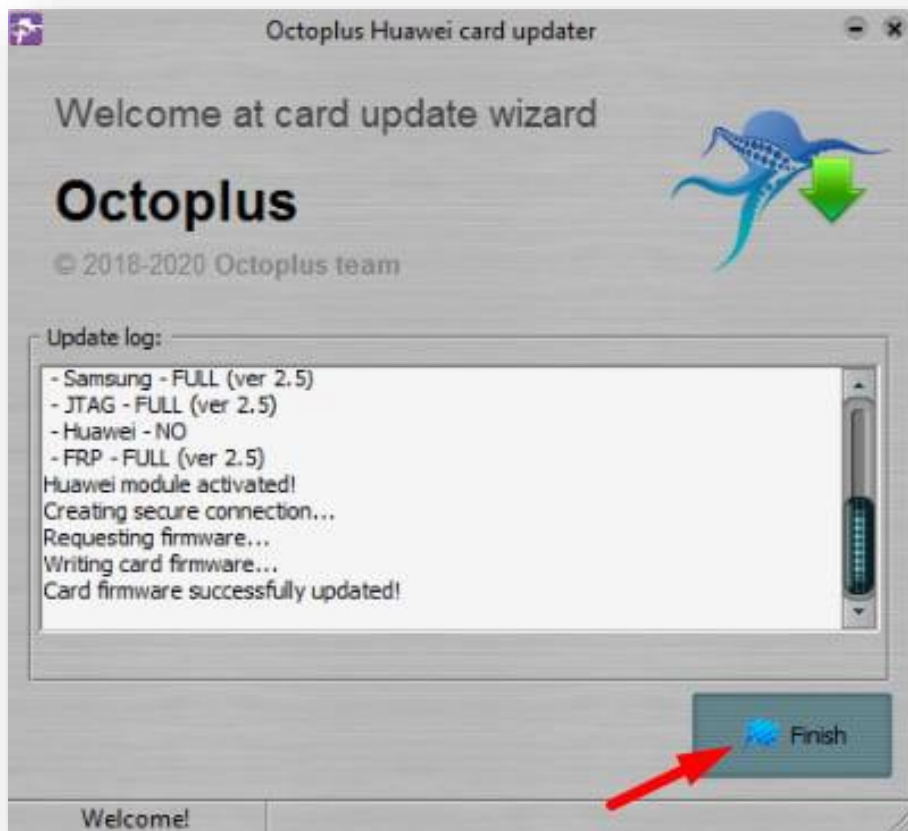 Octoplus Huawei card updater
Welcome at card update wizard
Octoplus
© 2018-2020 Octoplus team
Update log:
- Samsung - FULL (ver 2.5)
- JTAG - FULL (ver 2.5)
- Huawei - NO
- FRP - FULL (ver 2.5)
Huawei module activated!
Creating secure connection...
Requesting firmware...
Writing card firmware...
Card firmware successfully updated!
Finish
Welcome!